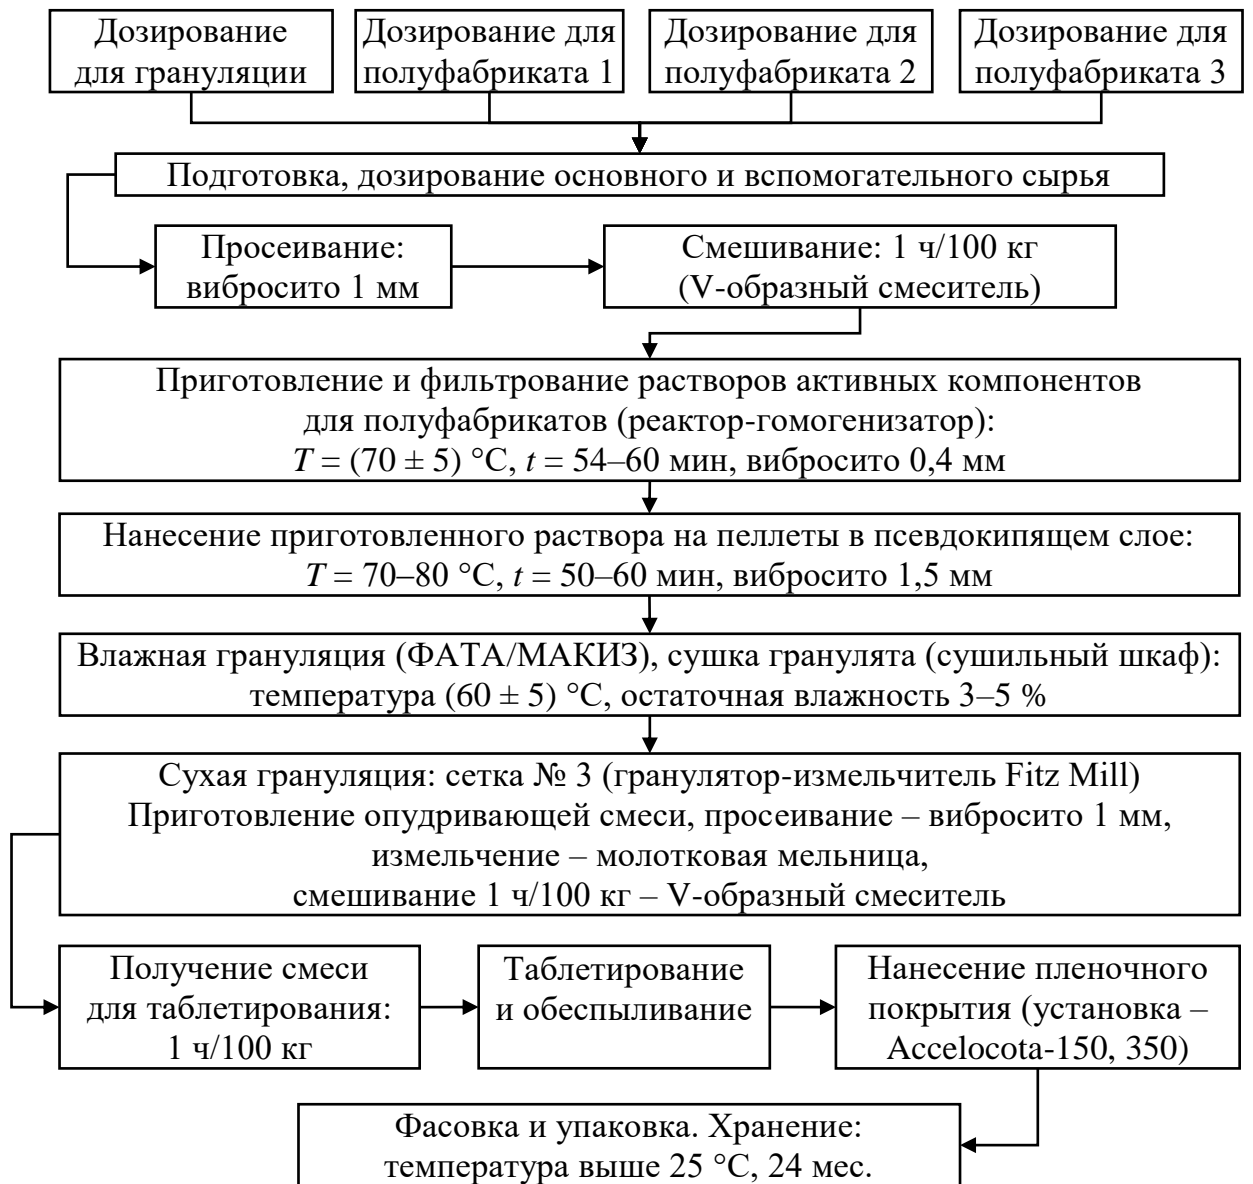 Дозирование
для грануляции
Дозирование для
полуфабриката 1
Дозирование для
полуфабриката 2
Дозирование для
полуфабриката 3
Подготовка, дозирование основного и вспомогательного сырья
Просеивание:
вибросито 1 мм
Смешивание: 1 ч/100 кг
(V-образный смеситель)
Приготовление и фильтрование растворов активных компонентов
для полуфабрикатов (реактор-гомогенизатор):
T = (70 ± 5) °C, t = 54–60 мин, вибросито 0,4 мм
Нанесение приготовленного раствора на пеллеты в псевдокипящем слое:
T = 70–80 °C, t = 50–60 мин, вибросито 1,5 мм
Влажная грануляция (ФАТА/МАКИЗ), сушка гранулята (сушильный шкаф):
температура (60 ± 5) °C, остаточная влажность 3–5 %
Сухая грануляция: сетка № 3 (гранулятор-измельчитель Fitz Mill)
Приготовление опудривающей смеси, просеивание – вибросито 1 мм,
измельчение – молотковая мельница,
смешивание 1 ч/100 кг – V-образный смеситель
Получение смеси
для таблетирования:
1 ч/100 кг
Таблетирование
и обеспыливание
Нанесение пленочного
покрытия (установка –
Accelocota-150, 350)
Фасовка и упаковка. Хранение:
температура выше 25 °C, 24 мес.